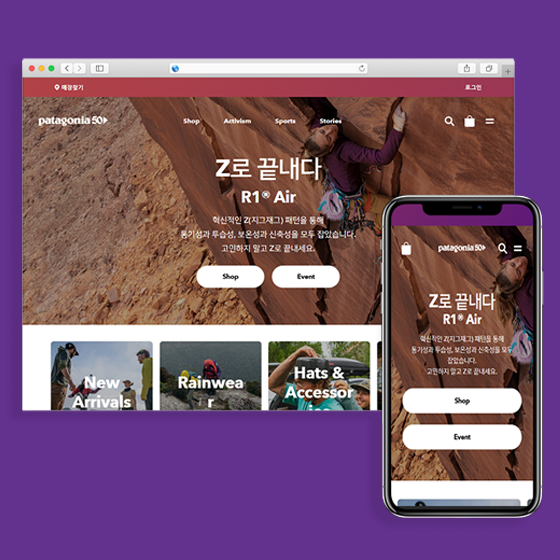 매장찾기
로그인
patagonia 50
Shop
Activism
Sports
Stories
Z로 끝내다
R1® Air
혁신적인 Z(지그재그) 패턴을 통해
통기성과 투습성, 보온성과 신축성을 모두 잡았습니다.
고민하지 말고 Z로 끝내세요.
Shop
Event
New
Arrivals
Rainwea
r
Hats &
Accessor
ies
patagonia 50
Z로 끝내다
R1® Air
혁신적인 Z(지그재그) 패턴을 통해
통기성과 투습성, 보온성과 신축성을 모두
잡았습니다.
고민하지 말고 Z로 끝내세요.
Shop
Event